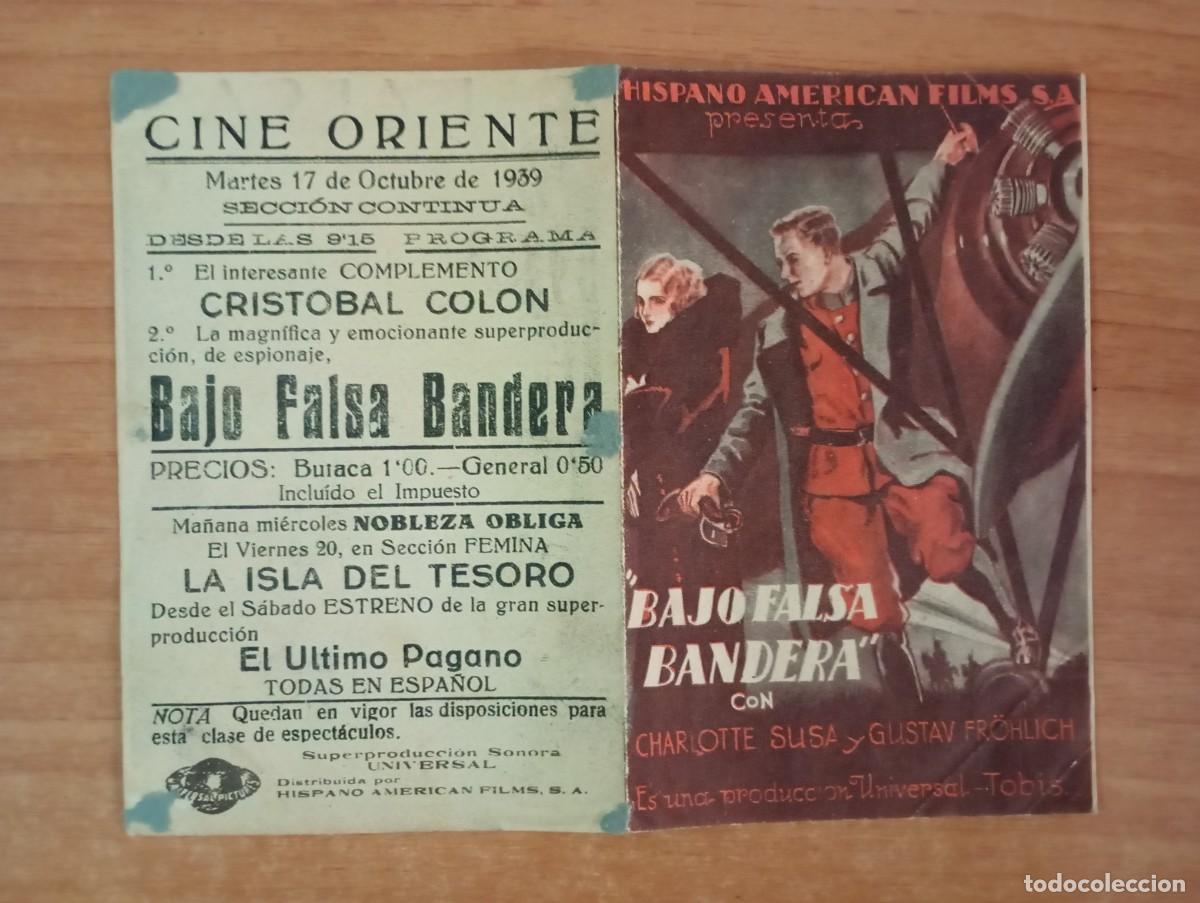 CINE ORIENTE
Martes 17 de Octubre de 1939
SECCIÓN CONTINUA
DESDE LAS 9'15 PROGRAMA
1.º El interesante COMPLEMENTO
CRISTOBAL COLON
2.º La magnífica y emocionante superproduc-
ción, de espionaje,
Bajo Falsa Bandera
PRECIOS: Butaca 1'00.—General 0'50
Incluído el Impuesto
Mañana miércoles NOBLEZA OBLIGA
El Viernes 20, en Sección FEMINA
LA ISLA DEL TESORO
Desde el Sábado ESTRENO de la gran super-
producción
El Ultimo Pagano
TODAS EN ESPAÑOL
NOTA Quedan en vigor las disposiciones para
esta clase de espectáculos.
Superproducción Sonora
UNIVERSAL
Distribuida por
HISPANO AMERICAN FILMS, S. A.
HISPANO AMERICAN FILMS, S.A
presenta
"BAJO FALSA
BANDERA"
CON
CHARLOTTE SUSA y GUSTAV FRÖHLICH
Es una produccion Universal-Tobis.
todocoleccion